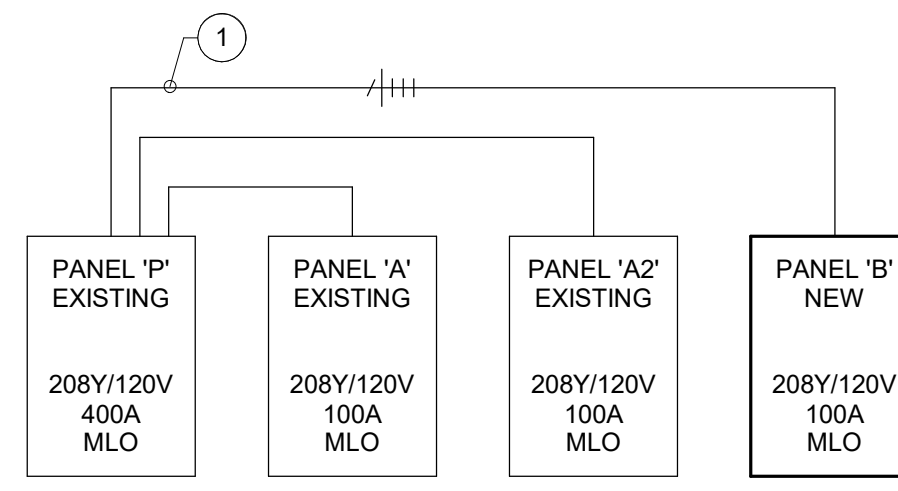 1
PANEL 'P'
EXISTING
208Y/120V
400A
MLO
PANEL 'A'
EXISTING
208Y/120V
100A
MLO
PANEL 'A2'
EXISTING
208Y/120V
100A
MLO
PANEL 'B'
NEW
208Y/120V
100A
MLO